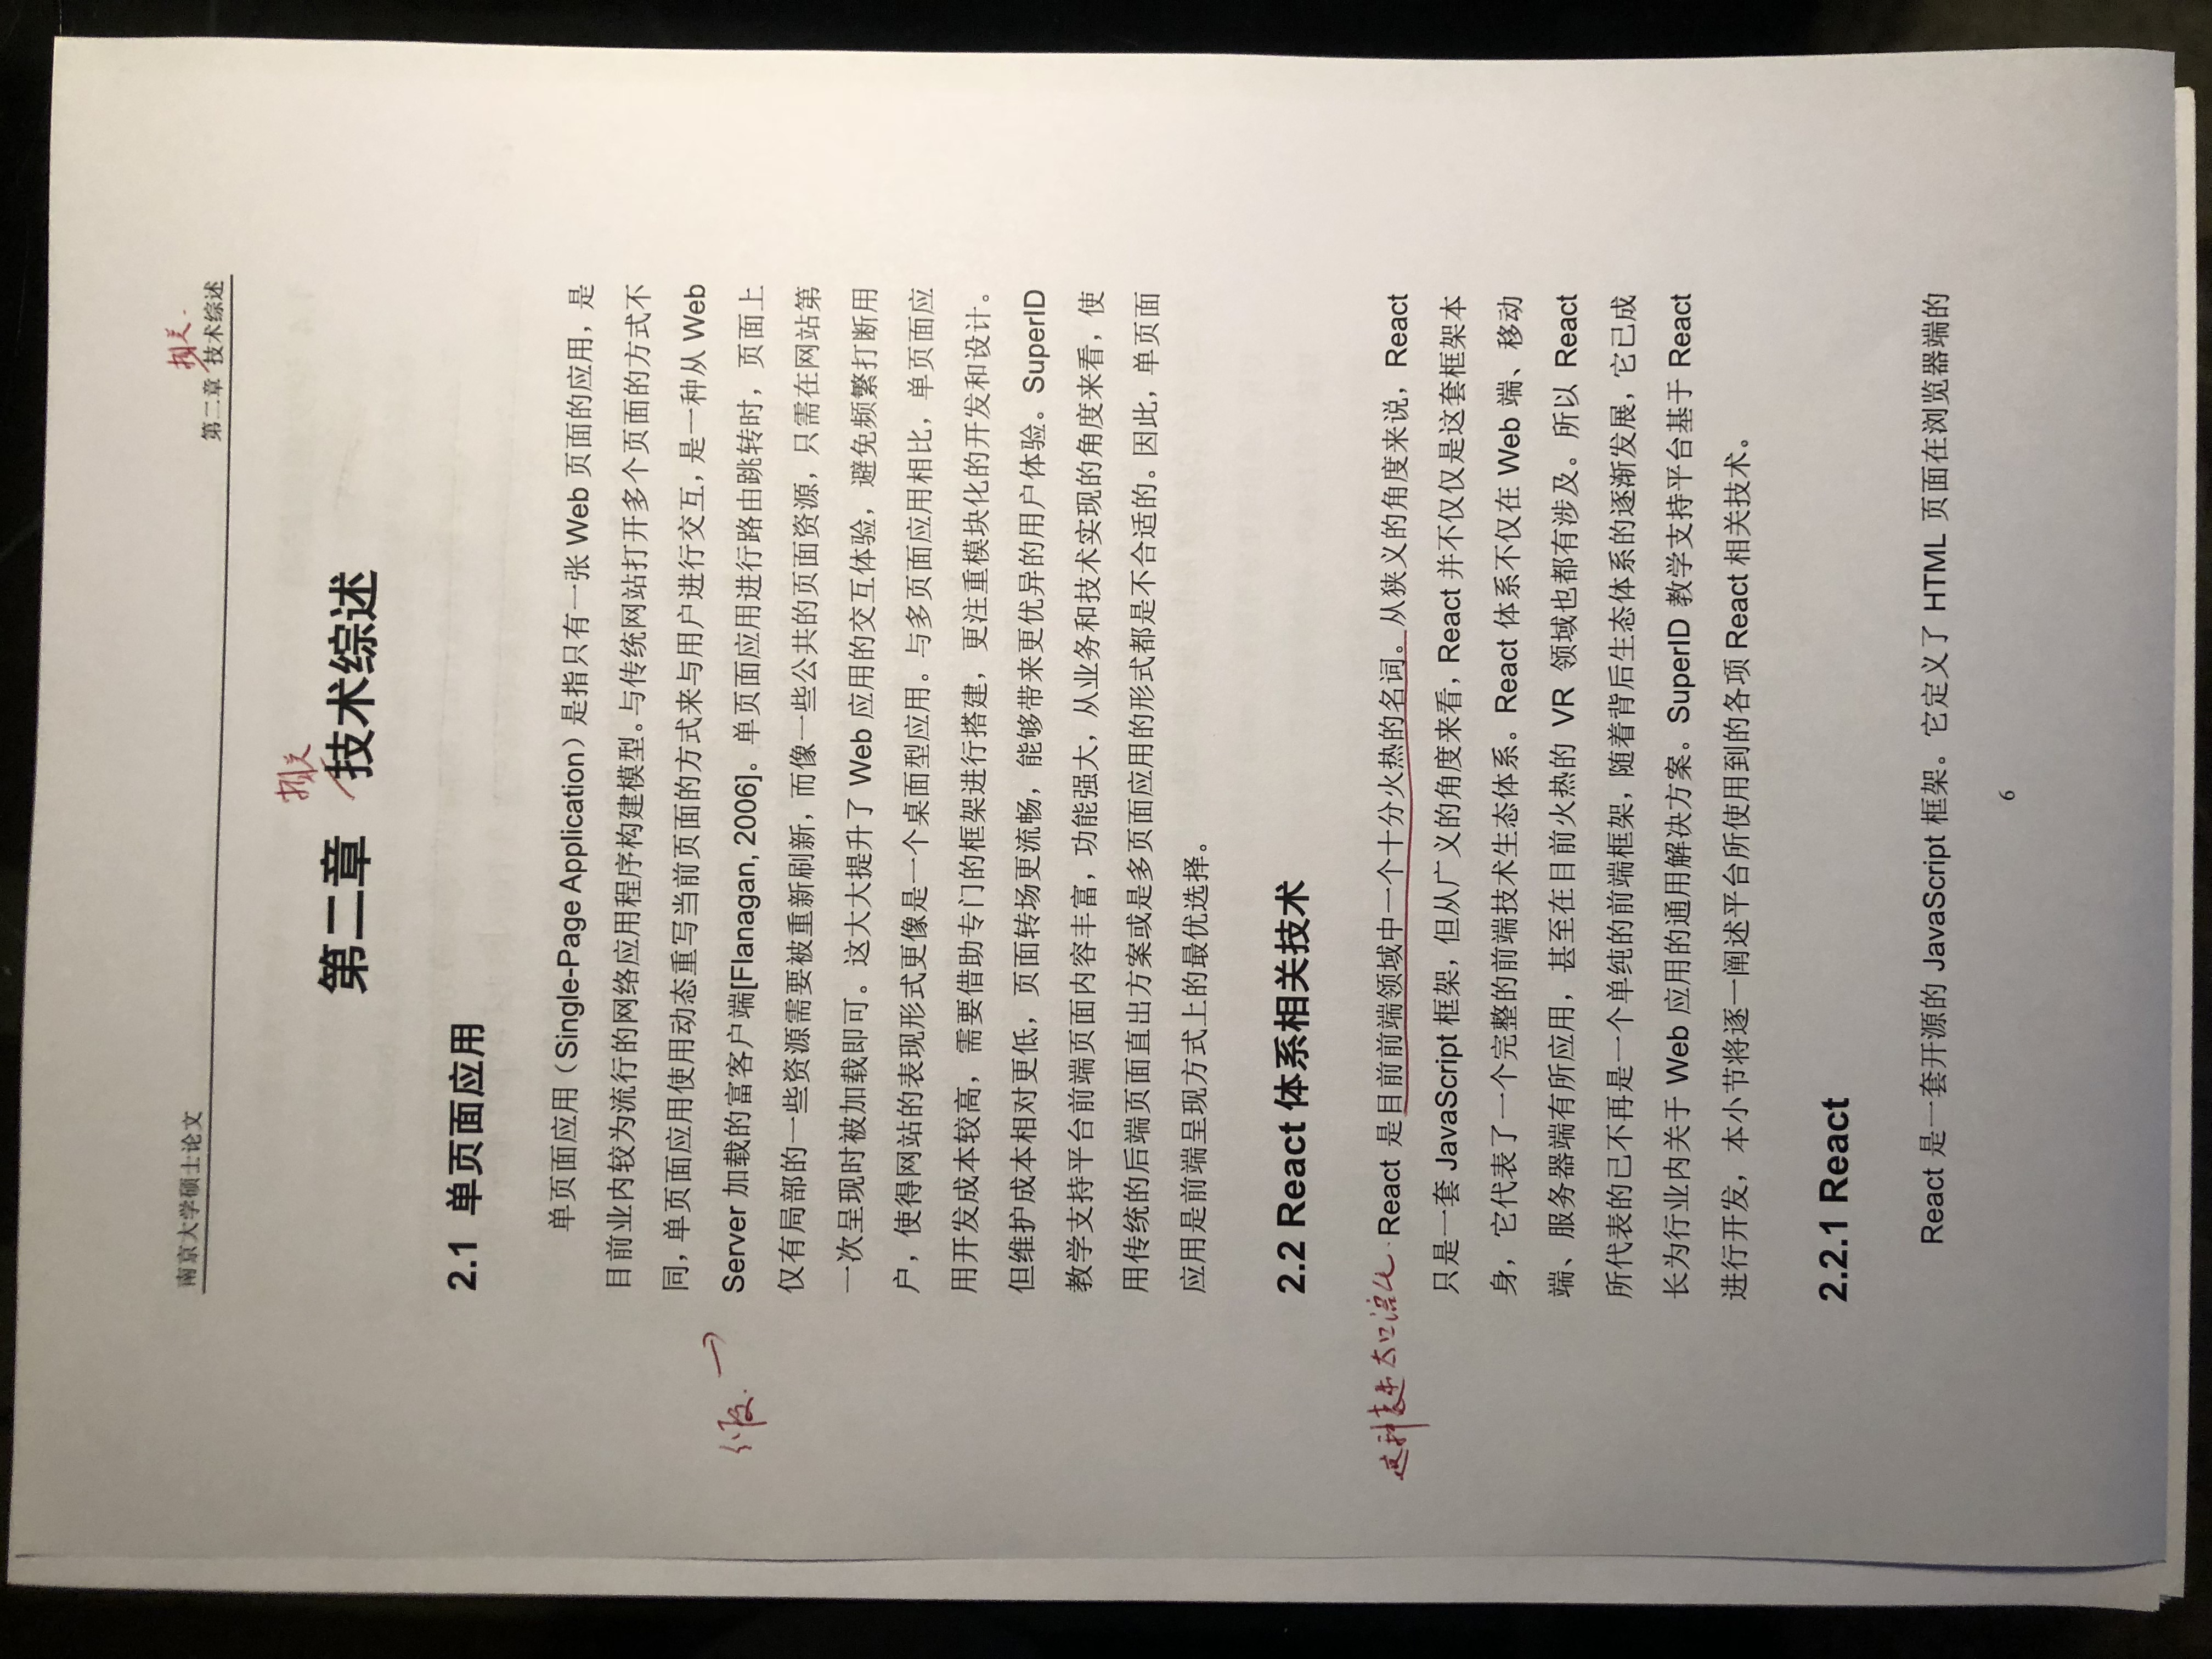 南京大学硕士论文
相关
第二章 技术综述
相关
第二章 技术综述
2.1 单页面应用
单页面应用（Single-Page Application）是指只有一张 Web 页面的应用，是
目前业内较为流行的网络应用程序构建模型。与传统网站打开多个页面的方式不
同，单页面应用使用动态重写当前页面的方式来与用户进行交互，是一种从 Web
Server 加载的富客户端[Flanagan, 2006]。单页面应用进行路由跳转时，页面上
仅有局部的一些资源需要被重新刷新，而像一些公共的页面资源，只需在网站第
一次呈现时被加载即可。这大大提升了 Web 应用的交互体验，避免频繁打断用
户，使得网站的表现形式更像是一个桌面型应用。与多页面应用相比，单页面应
用开发成本较高，需要借助专门的框架进行搭建，更注重模块化的开发和设计。
但维护成本相对更低，页面转场更流畅，能够带来更优异的用户体验。SuperID
教学支持平台前端页面内容丰富，功能强大，从业务和技术实现的角度来看，使
用传统的后端页面直出方案或是多页面应用的形式都是不合适的。因此，单页面
应用是前端呈现方式上的最优选择。
2.2 React 体系相关技术
这种表示太口语化
React 是目前前端领域中一个十分火热的名词。从狭义的角度来说，React
只是一套 JavaScript 框架，但从广义的角度来看，React 并不仅仅是这套框架本
身，它代表了一个完整的前端技术生态体系。React 体系不仅在 Web 端、移动
端、服务器端有所应用，甚至在目前火热的 VR 领域也都有涉及。所以 React
所代表的已不再是一个单纯的前端框架，随着背后生态体系的逐渐发展，它已成
长为行业内关于 Web 应用的通用解决方案。SuperID 教学支持平台基于 React
进行开发，本小节将逐一阐述平台所使用到的各项 React 相关技术。
2.2.1 React
React 是一套开源的 JavaScript 框架。它定义了 HTML 页面在浏览器端的
6